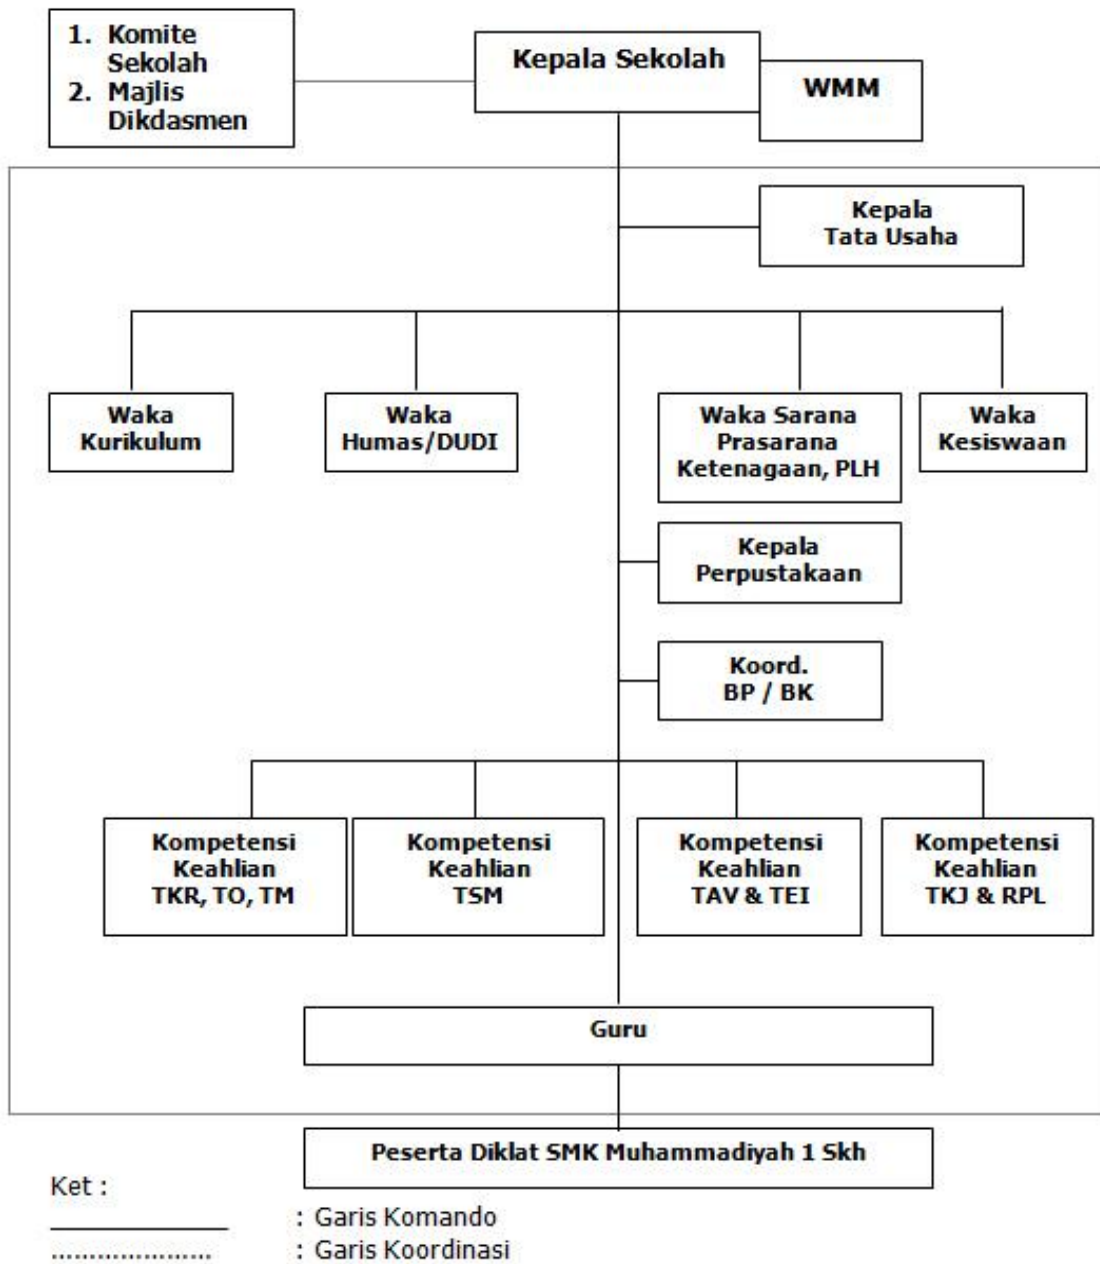 1. Komite
Sekolah
2. Majlis
Dikdasmen
Kepala Sekolah
WMM
Kepala
Tata Usaha
Waka
Kurikulum
Waka
Humas/DUDI
Waka Sarana
Prasarana
Ketenagaan, PLH
Waka
Kesiswaan
Kepala
Perpustakaan
Koord.
BP / BK
Kompetensi
Keahlian
TKR, TO, TM
Kompetensi
Keahlian
TSM
Kompetensi
Keahlian
TAV & TEI
Kompetensi
Keahlian
TKJ & RPL
Guru
Peserta Diklat SMK Muhammadiyah 1 Skh
Ket :
: Garis Komando
..................... : Garis Koordinasi